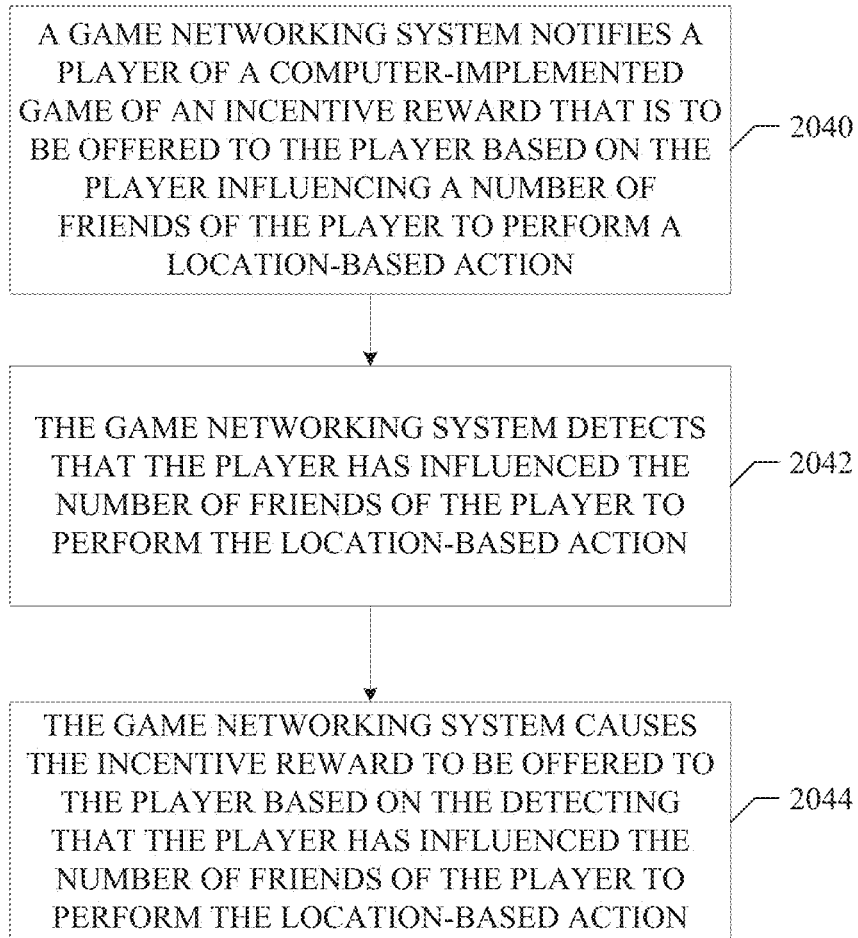 A GAME NETWORKING SYSTEM NOTIFIES A
PLAYER OF A COMPUTER-IMPLEMENTED
GAME OF AN INCENTIVE REWARD THAT IS TO
BE OFFERED TO THE PLAYER BASED ON THE
PLAYER INFLUENCING A NUMBER OF
FRIENDS OF THE PLAYER TO PERFORM A
LOCATION-BASED ACTION
2040
THE GAME NETWORKING SYSTEM DETECTS
THAT THE PLAYER HAS INFLUENCED THE
NUMBER OF FRIENDS OF THE PLAYER TO
PERFORM THE LOCATION-BASED ACTION
2042
THE GAME NETWORKING SYSTEM CAUSES
THE INCENTIVE REWARD TO BE OFFERED TO
THE PLAYER BASED ON THE DETECTING
THAT THE PLAYER HAS INFLUENCED THE
NUMBER OF FRIENDS OF THE PLAYER TO
PERFORM THE LOCATION-BASED ACTION
2044